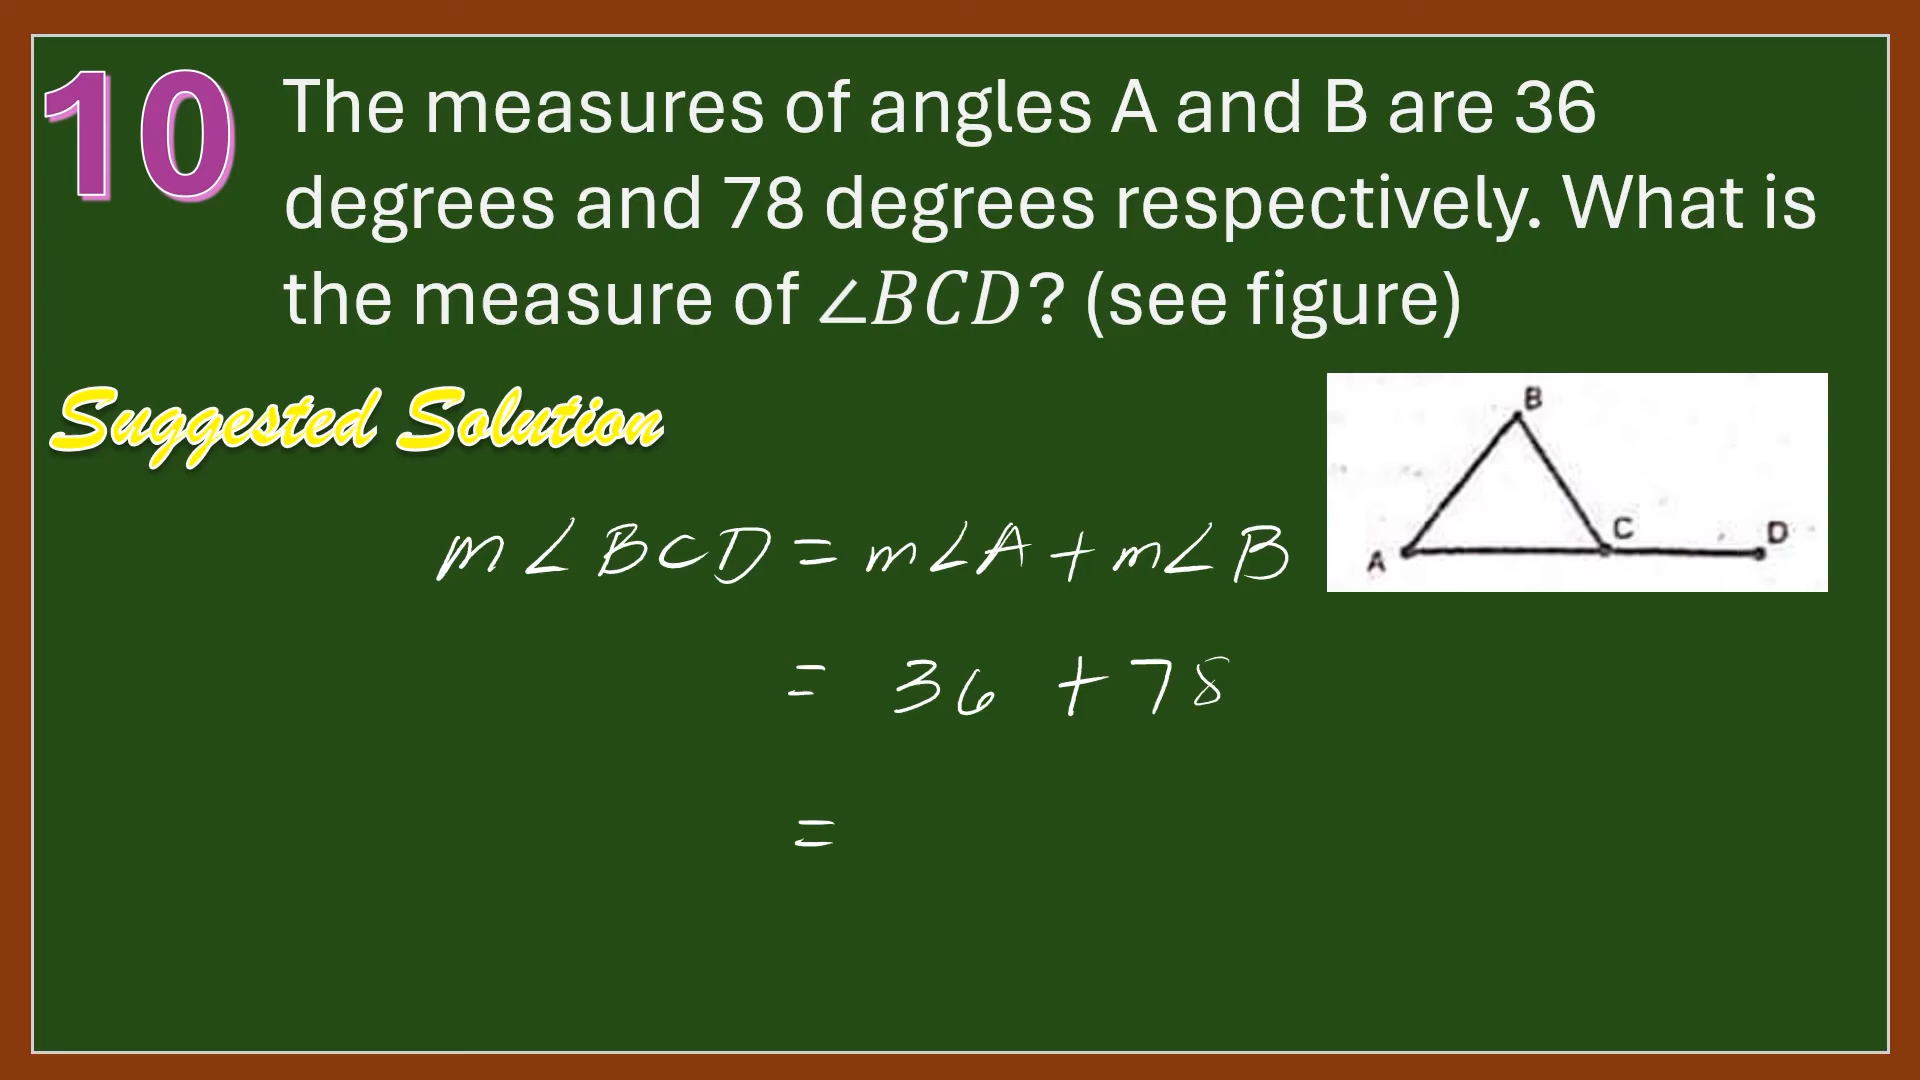 10
The measures of angles A and B are 36
degrees and 78 degrees respectively. What is
the measure of ∠BCD? (see figure)
Suggested Solution
B
C
D
A
m∠BCD = m∠A + m∠B
= 36 + 78
=